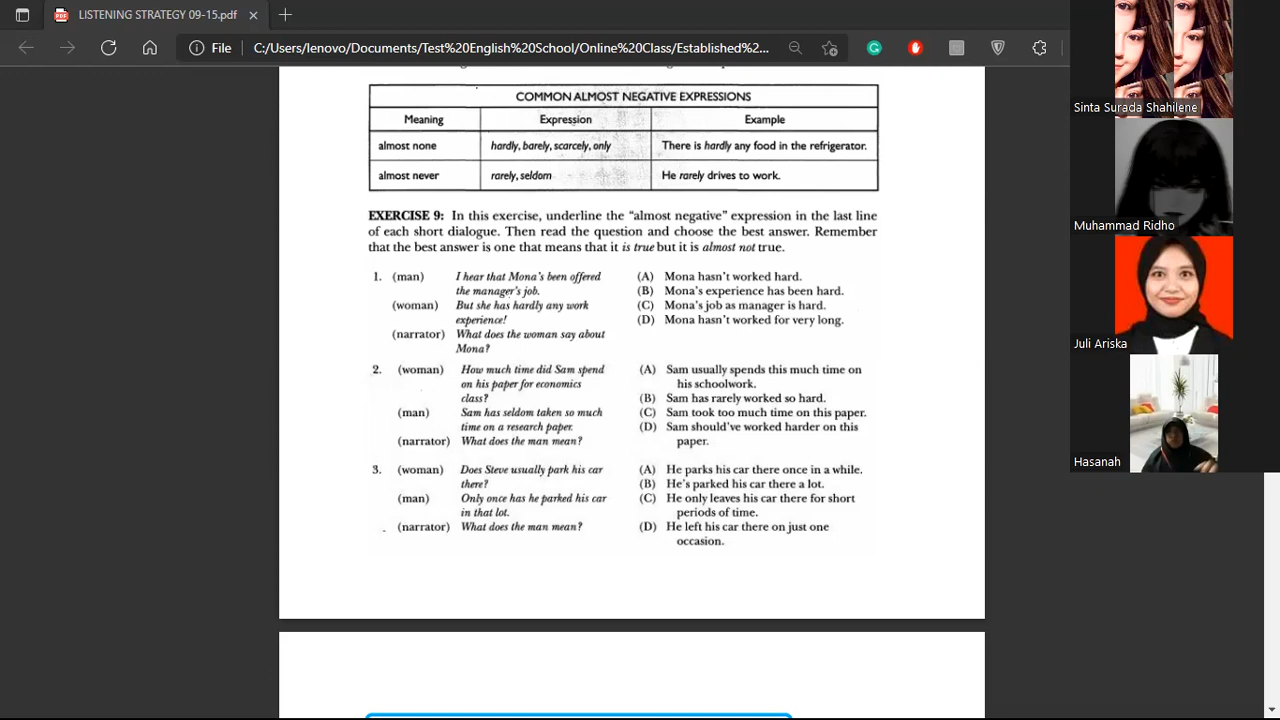 LISTENING STRATEGY 09-15.pdf
File
C:/Users/lenovo/Documents/Test%20English%20School/Online%20Class/Established%2...
COMMON ALMOST NEGATIVE EXPRESSIONS
Meaning Expression Example
almost none hardly, barely, scarcely, only There is hardly any food in the refrigerator.
almost never rarely, seldom He rarely drives to work.
EXERCISE 9: In this exercise, underline the "almost negative" expression in the last line
of each short dialogue. Then read the question and choose the best answer. Remember
that the best answer is one that means that it is true but it is almost not true.
1. (man) I hear that Mona's been offered
the manager's job.
(woman) But she has hardly any work
experience!
(narrator) What does the woman say about
Mona?
(A) Mona hasn't worked hard.
(B) Mona's experience has been hard.
(C) Mona's job as manager is hard.
(D) Mona hasn't worked for very long.
2. (woman) How much time did Sam spend
on his paper for economics
class?
(man) Sam has seldom taken so much
time on a research paper.
(narrator) What does the man mean?
(A) Sam usually spends this much time on
his schoolwork.
(B) Sam has rarely worked so hard.
(C) Sam took too much time on this paper.
(D) Sam should've worked harder on this
paper.
3. (woman) Does Steve usually park his car
there?
(man) Only once has he parked his car
in that lot.
(narrator) What does the man mean?
(A) He parks his car there once in a while.
(B) He's parked his car there a lot.
(C) He only leaves his car there for short
periods of time.
(D) He left his car there on just one
occasion.
Sinta Surada Shahilene
Muhammad Ridho
Juli Ariska
Hasanah